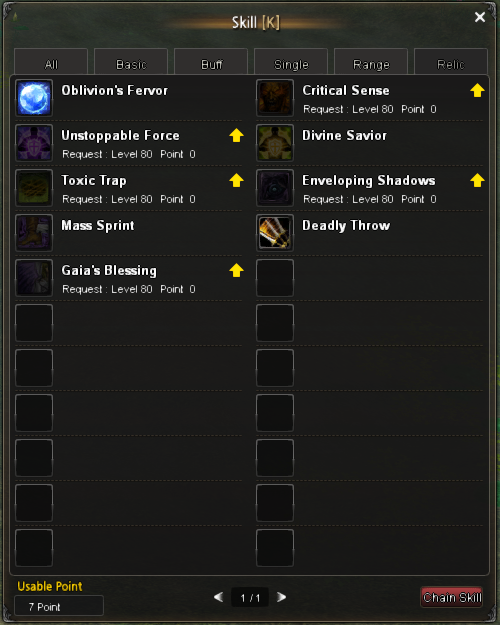 Skill [K]
All Basic Buff Single Range Relic
Oblivion's Fervor
Critical Sense
Request : Level 80 Point 0
Unstoppable Force
Request : Level 80 Point 0
Divine Savior
Toxic Trap
Request : Level 80 Point 0
Enveloping Shadows
Request : Level 80 Point 0
Mass Sprint
Deadly Throw
Gaia's Blessing
Request : Level 80 Point 0
Usable Point
7 Point
1 / 1
Chain Skill